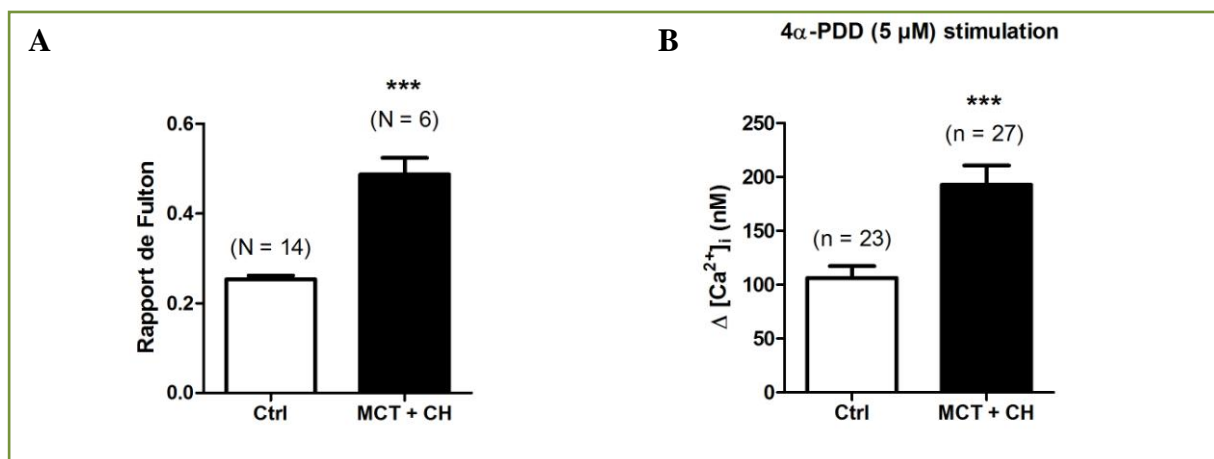 A
***
(N = 6)
(N = 14)
Rapport de Fulton
0.6
0.4
0.2
0.0
Ctrl
MCT + CH
B
4α-PDD (5 µM) stimulation
***
(n = 27)
(n = 23)
Δ [Ca²⁺]ᵢ (nM)
250
200
150
100
50
0
Ctrl
MCT + CH